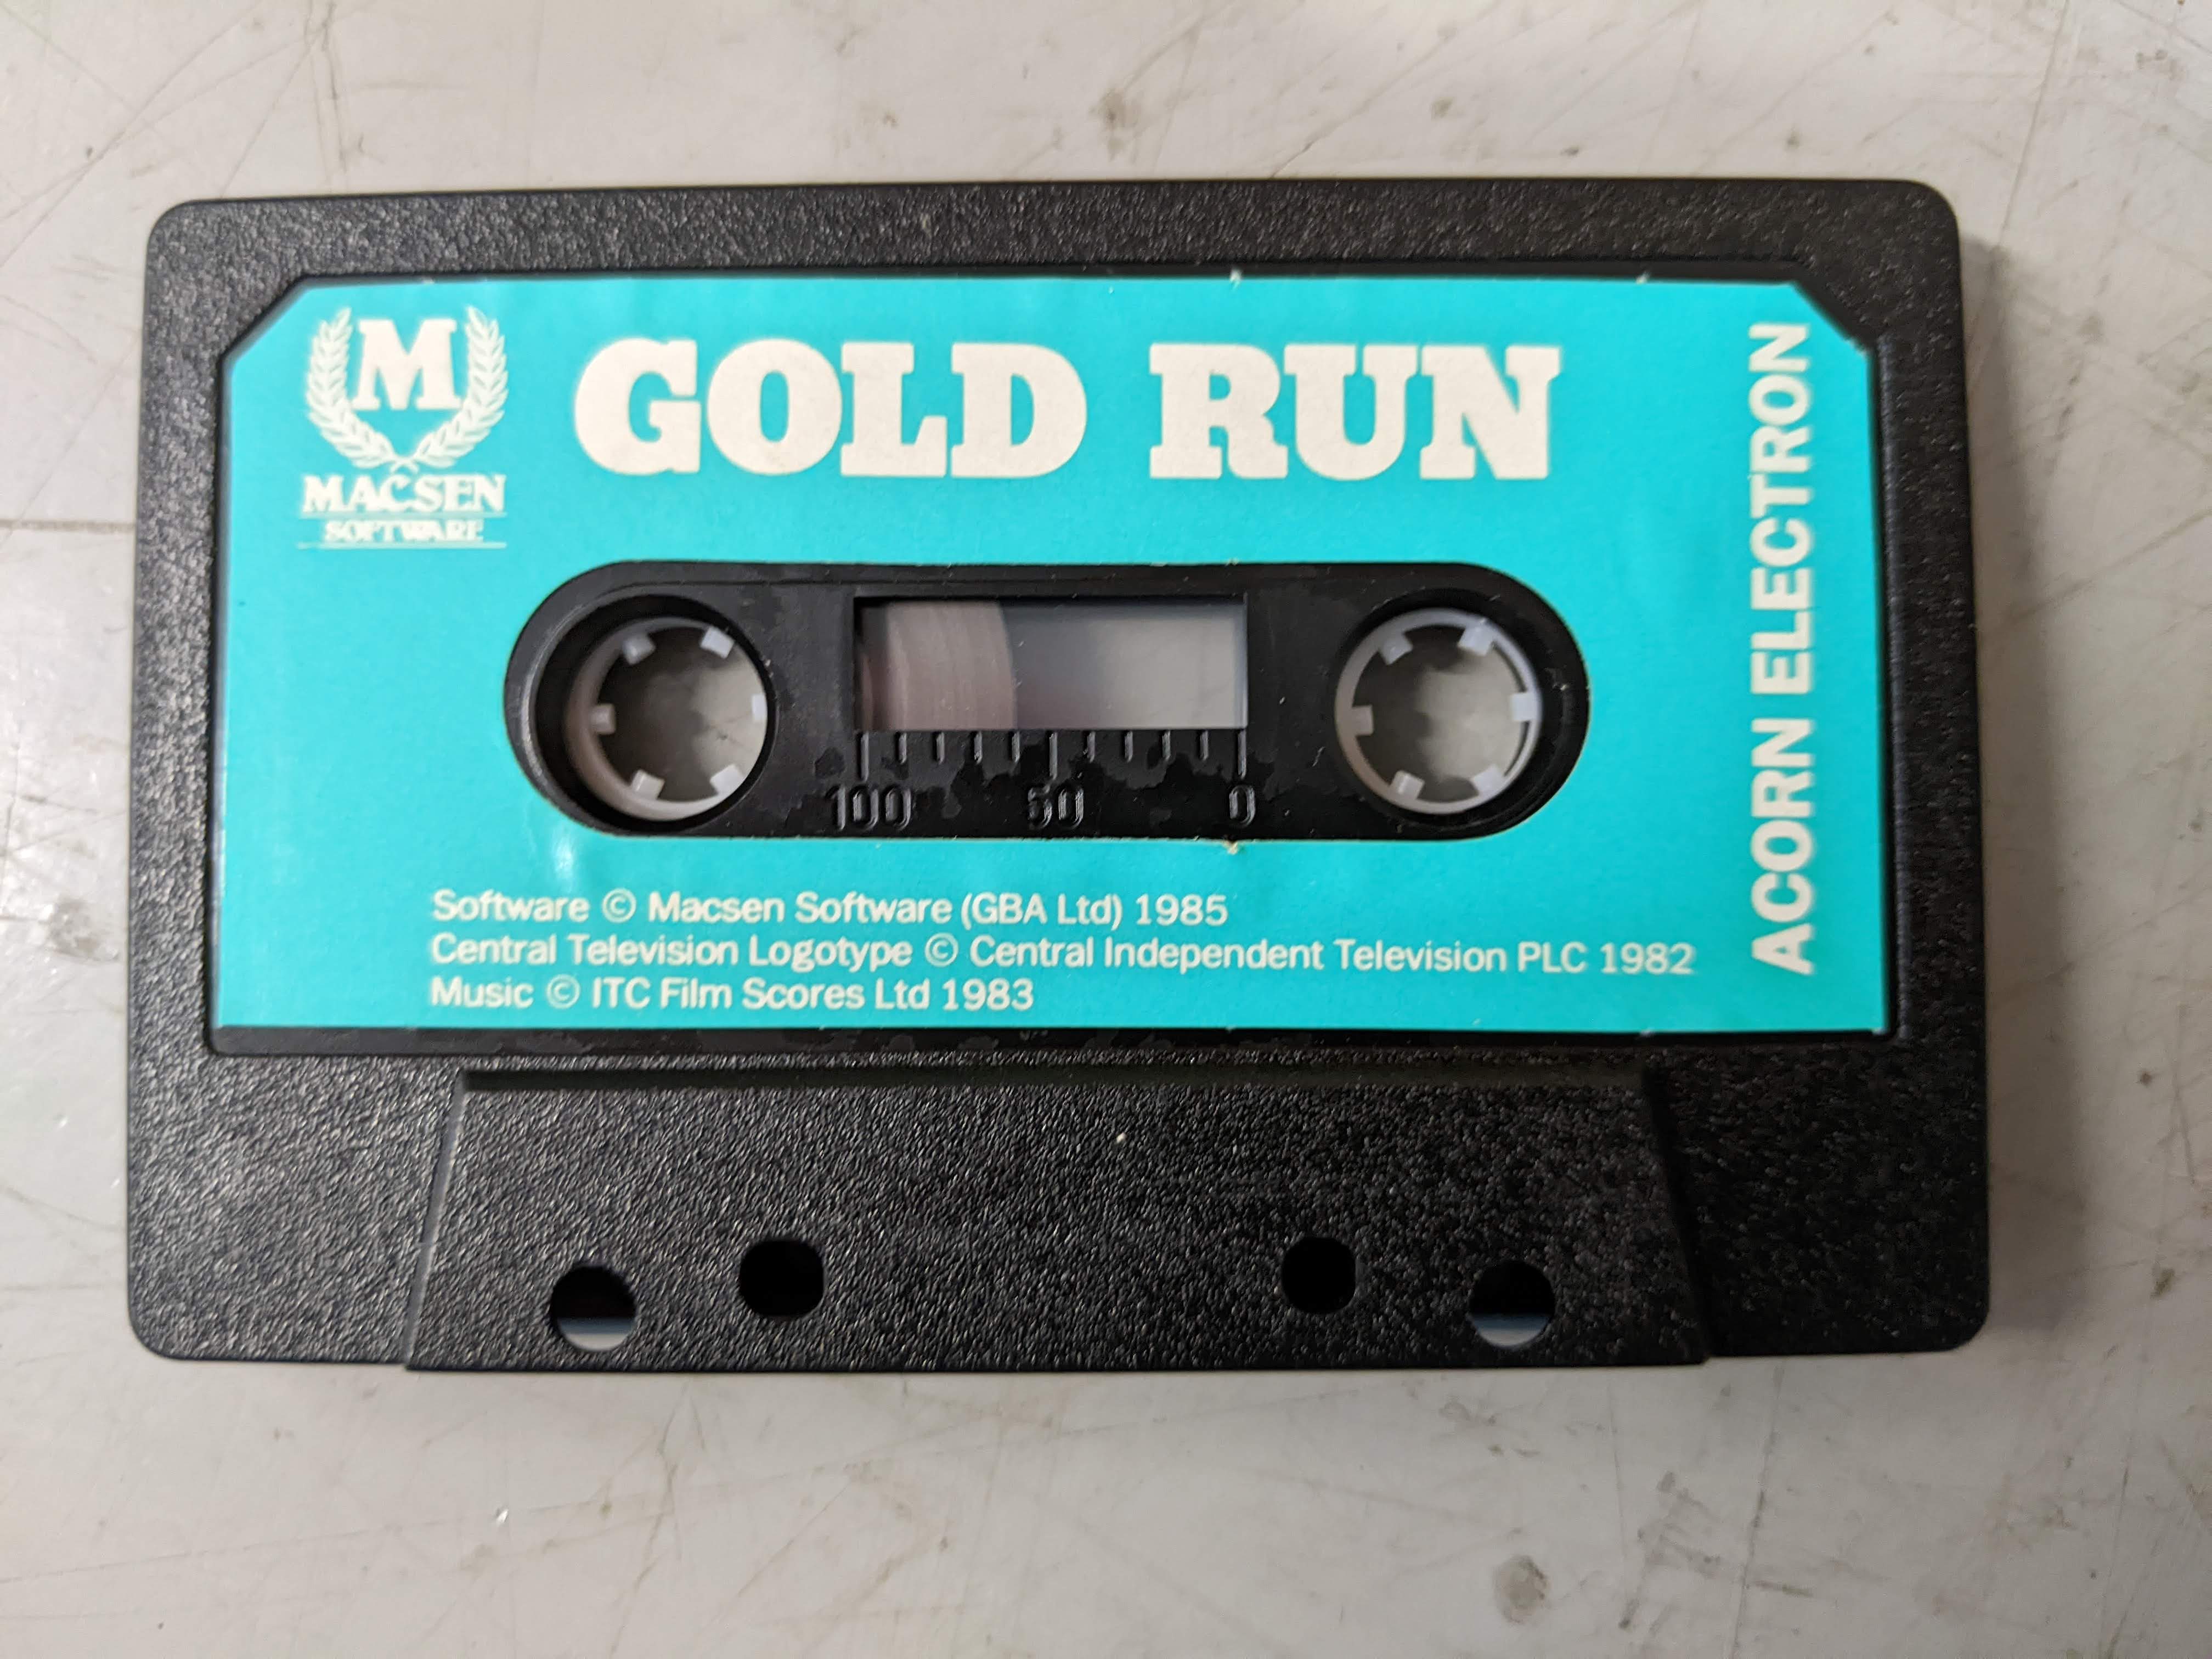 M
MACSEN
SOFTWARE
GOLD RUN
ACORN ELECTRON
100 50 0
Software © Macsen Software (GBA Ltd) 1985
Central Television Logotype © Central Independent Television PLC 1982
Music © ITC Film Scores Ltd 1983